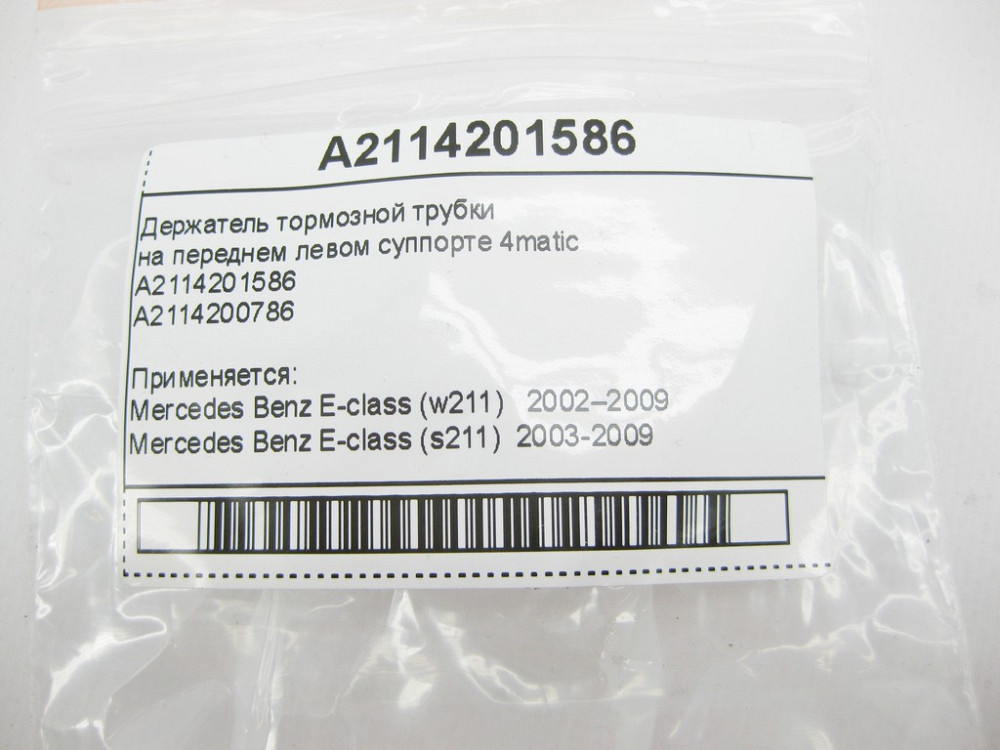 A2114201586
Держатель тормозной трубки
на переднем левом суппорте 4matic
A2114201586
A2114200786
Применяется:
Mercedes Benz E-class (w211) 2002–2009
Mercedes Benz E-class (s211) 2003-2009